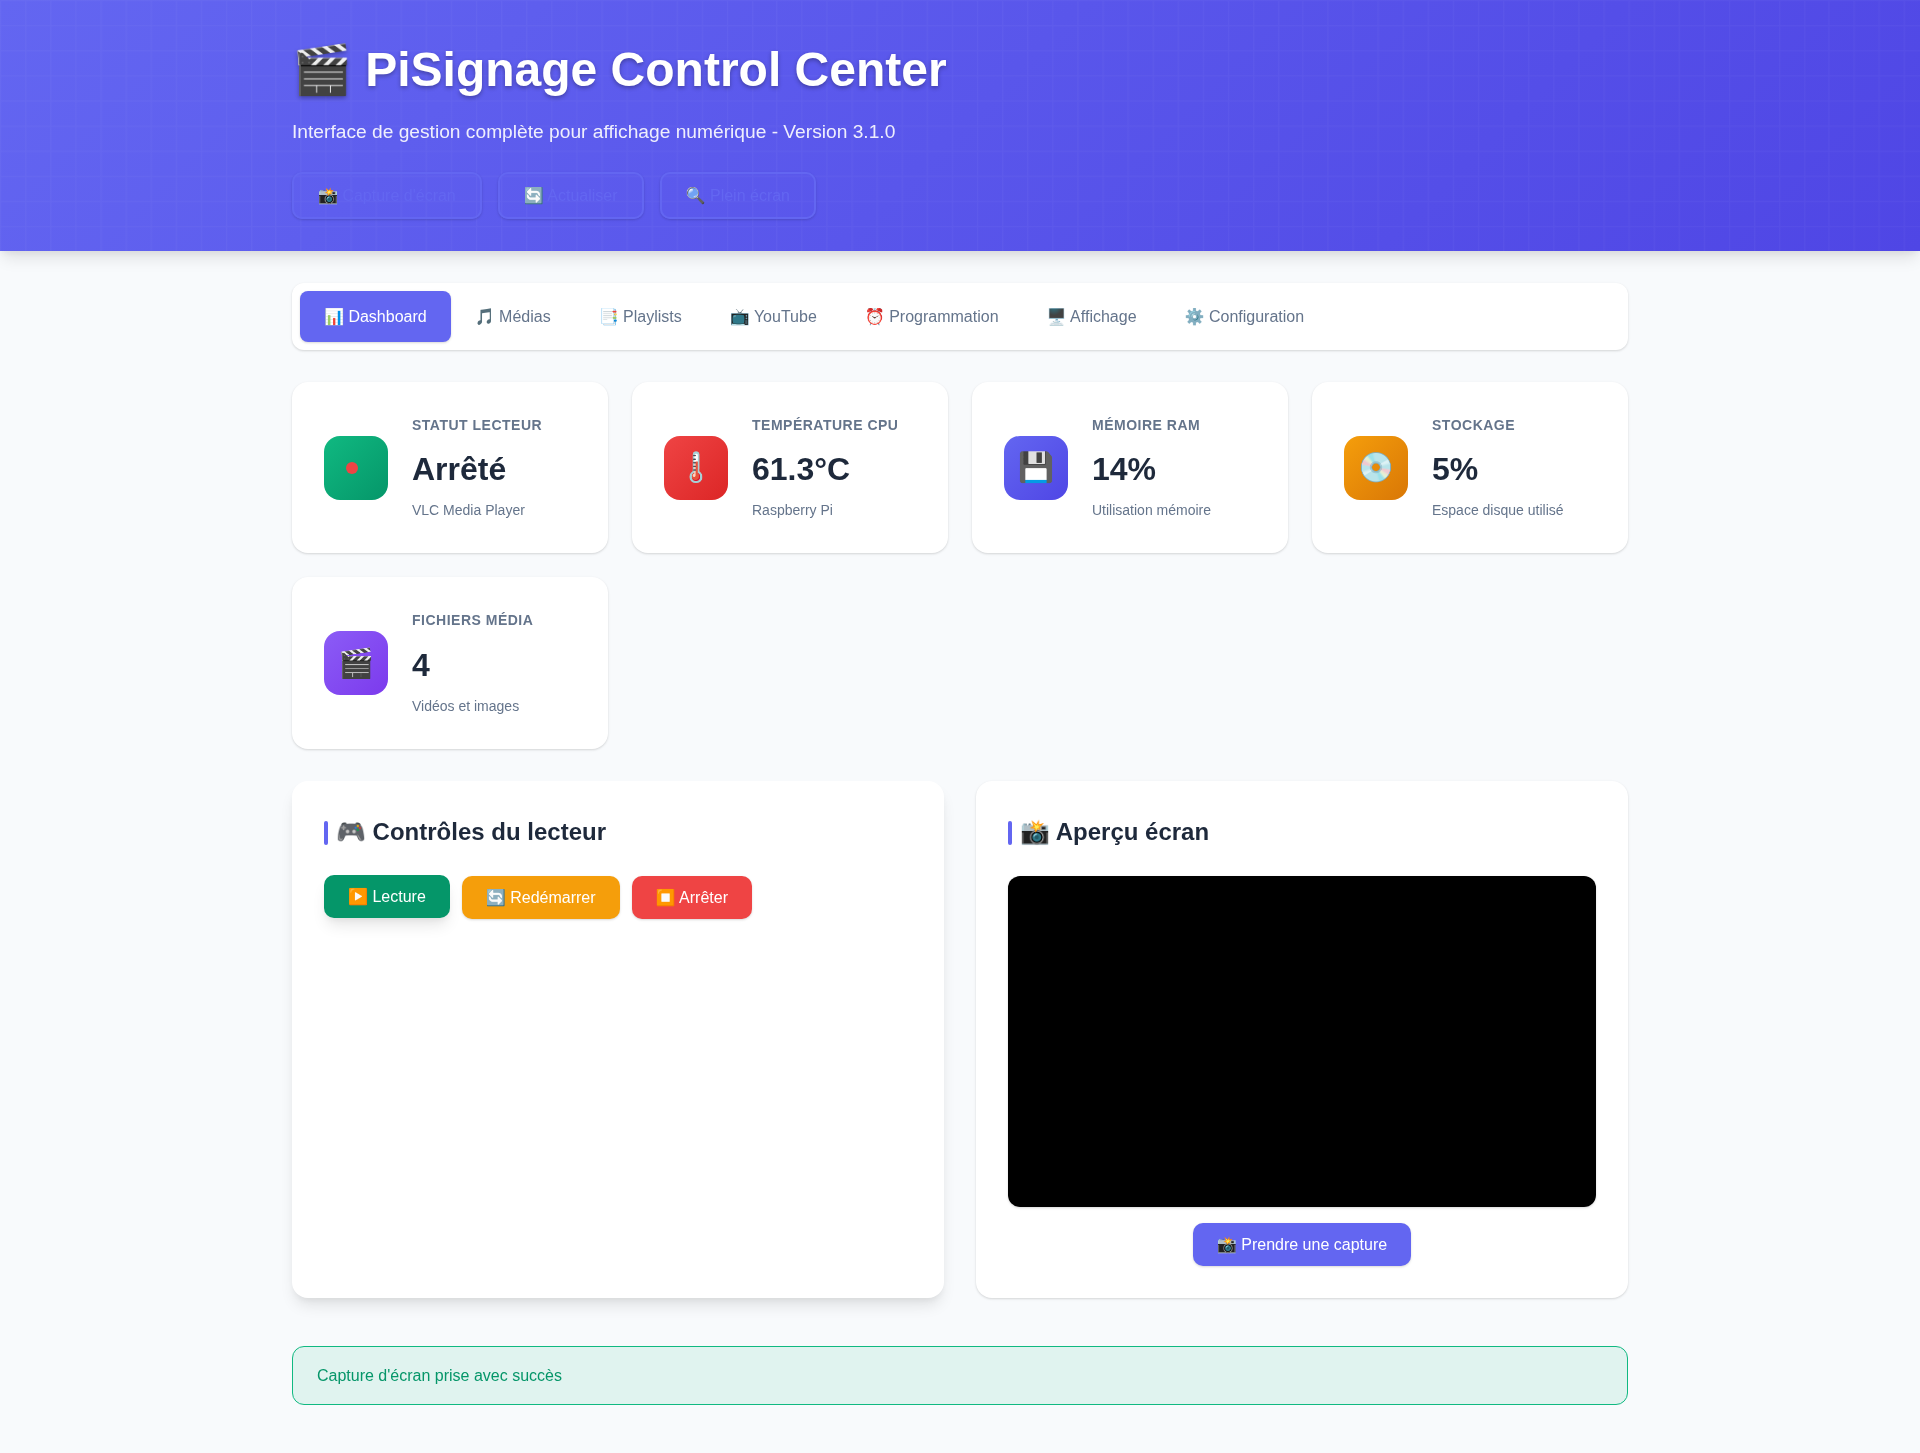 🎬 PiSignage Control Center
Interface de gestion complète pour affichage numérique - Version 3.1.0
📸 Capture d'écran 🔄 Actualiser 🔍 Plein écran
📊 Dashboard 🎵 Médias 📑 Playlists 📺 YouTube ⏰ Programmation 🖥️ Affichage ⚙️ Configuration
STATUT LECTEUR
Arrêté
VLC Media Player
TEMPÉRATURE CPU
61.3°C
Raspberry Pi
MÉMOIRE RAM
14%
Utilisation mémoire
STOCKAGE
5%
Espace disque utilisé
FICHIERS MÉDIA
4
Vidéos et images
🎮 Contrôles du lecteur
▶️ Lecture 🔄 Redémarrer ⏹️ Arrêter
📸 Aperçu écran
📸 Prendre une capture
Capture d'écran prise avec succès